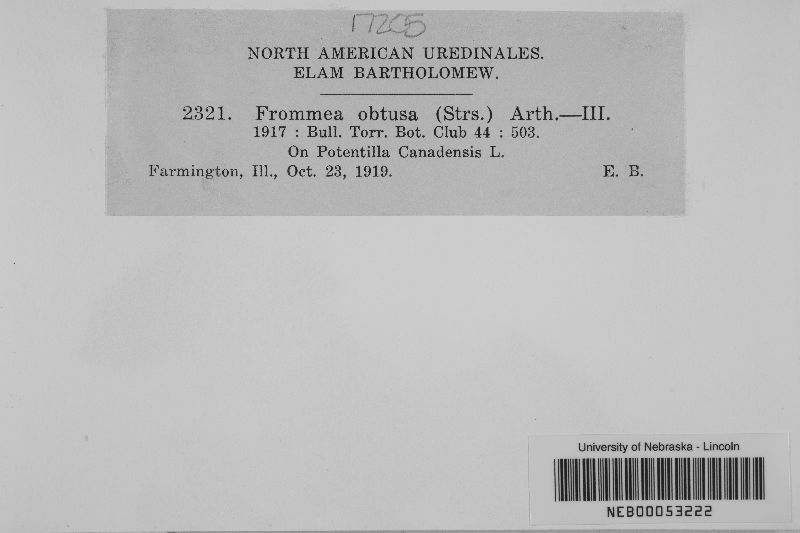 17265
NORTH AMERICAN UREDINALES.
ELAM BARTHOLOMEW.
2321. Frommea obtusa (Strs.) Arth.—III.
1917 : Bull. Torr. Bot. Club 44 : 503.
On Potentilla Canadensis L.
Farmington, Ill., Oct. 23, 1919. E. B.
University of Nebraska - Lincoln
NEB00053222